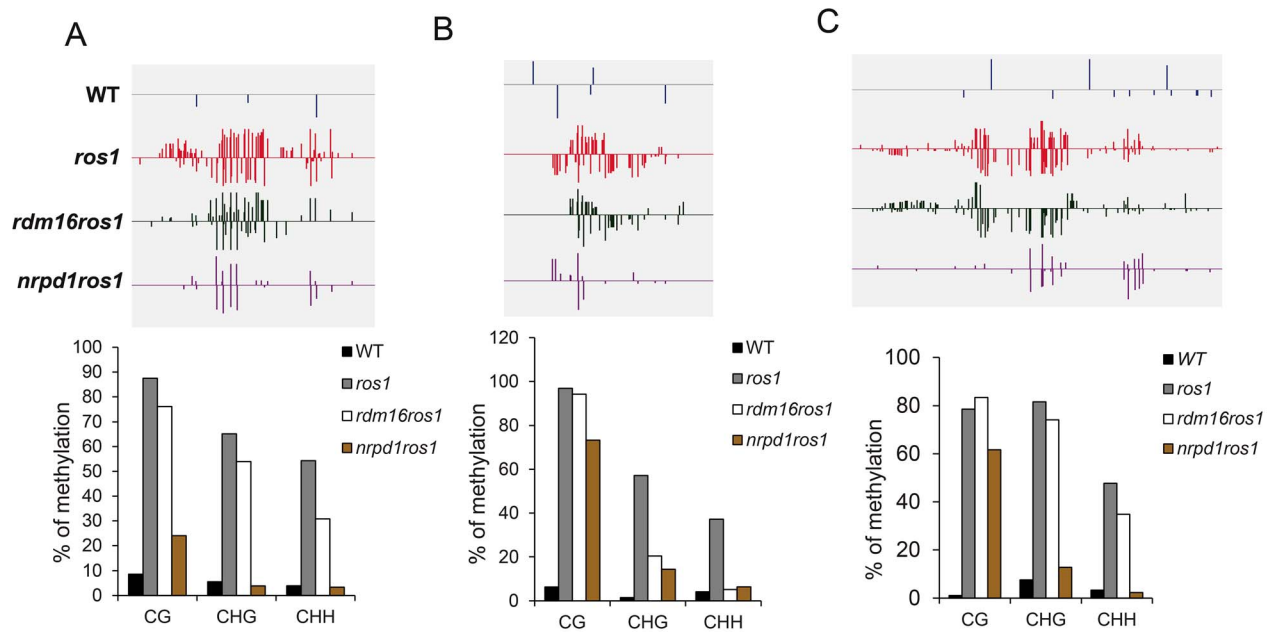 A
B
C
WT
ros1
rdm16ros1
nrpd1ros1
% of methylation
100
90
80
70
60
50
40
30
20
10
0
CG CHG CHH
WT
ros1
rdm16ros1
nrpd1ros1
% of methylation
120
100
80
60
40
20
0
CG CHG CHH
WT
ros1
rdm16ros1
nrpd1ros1
% of methylation
100
80
60
40
20
0
CG CHG CHH
WT
ros1
rdm16ros1
nrpd1ros1